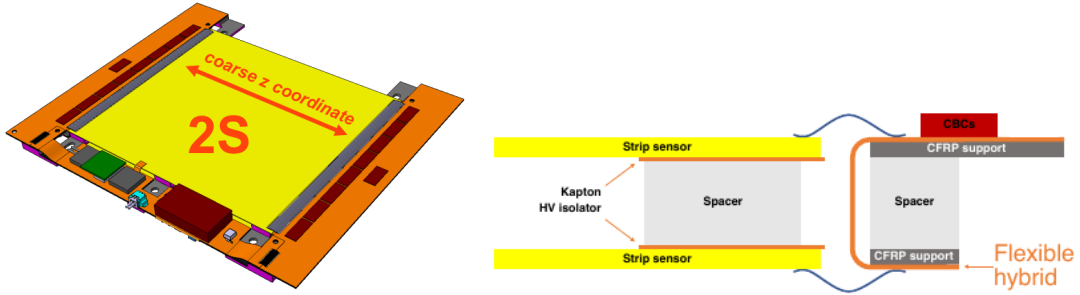 coarse z coordinate
2S
CBCs
Strip sensor
CFRP support
Kapton
HV isolator
Spacer
Spacer
CFRP support
Strip sensor
Flexible
hybrid